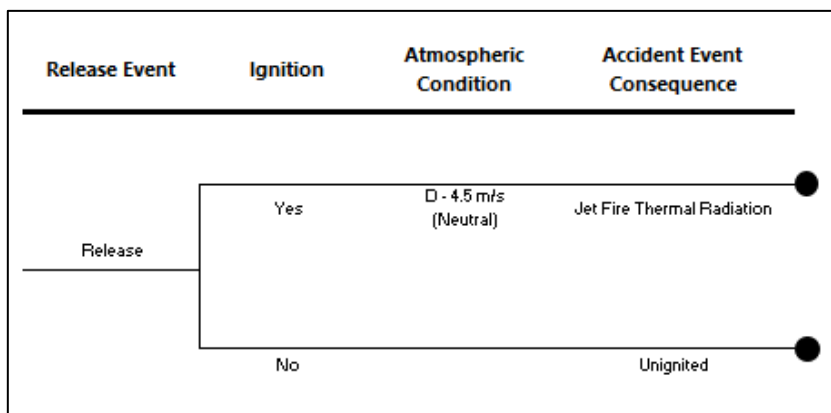 Release Event
Ignition
Atmospheric
Condition
Accident Event
Consequence
Yes
D - 4.5 m/s
(Neutral)
Jet Fire Thermal Radiation
Release
No
Unignited